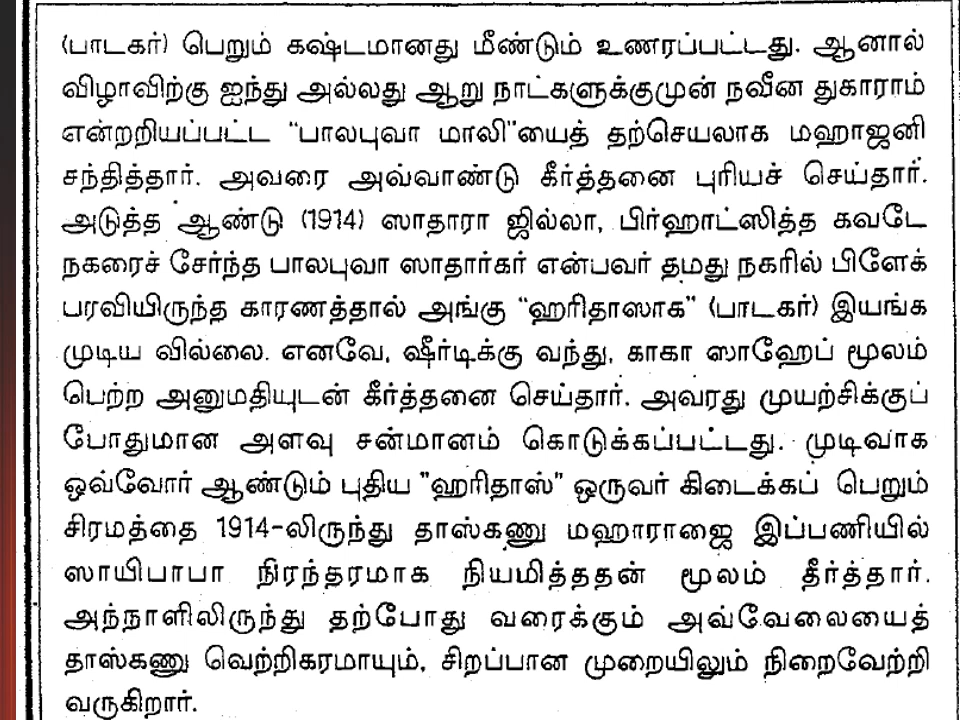 (பாடகர்) பெறும் கஷ்டமானது மீண்டும் உணரப்பட்டது. ஆனால்
விழாவிற்கு ஐந்து அல்லது ஆறு நாட்களுக்குமுன் நவீன துகாராம்
என்றறியப்பட்ட "பாலபுவா மாலி"யைத் தற்செயலாக மஹாஜனி
சந்தித்தார். அவரை அவ்வாண்டு கீர்த்தனை புரியச் செய்தார்.
அடுத்த ஆண்டு (1914) ஸாதாரா ஜில்லா, பிர்ஹாட்ஸித்த கவடே
நகரைச் சேர்ந்த பாலபுவா ஸாதார்கர் என்பவர் தமது நகரில் பிளேக்
பரவியிருந்த காரணத்தால் அங்கு "ஹரிதாஸாக" (பாடகர்) இயங்க
முடிய வில்லை. எனவே, ஷீர்டிக்கு வந்து, காகா ஸாஹேப் மூலம்
பெற்ற அனுமதியுடன் கீர்த்தனை செய்தார். அவரது முயற்சிக்குப்
போதுமான அளவு சன்மானம் கொடுக்கப்பட்டது. முடிவாக
ஒவ்வோர் ஆண்டும் புதிய "ஹரிதாஸ்" ஒருவர் கிடைக்கப் பெறும்
சிரமத்தை 1914-லிருந்து தாஸ்கணு மஹாராஜை இப்பணியில்
ஸாயிபாபா நிரந்தரமாக நியமித்ததன் மூலம் தீர்த்தார்.
அந்நாளிலிருந்து தற்போது வரைக்கும் அவ்வேலையைத்
தாஸ்கணு வெற்றிகரமாயும், சிறப்பான முறையிலும் நிறைவேற்றி
வருகிறார்.